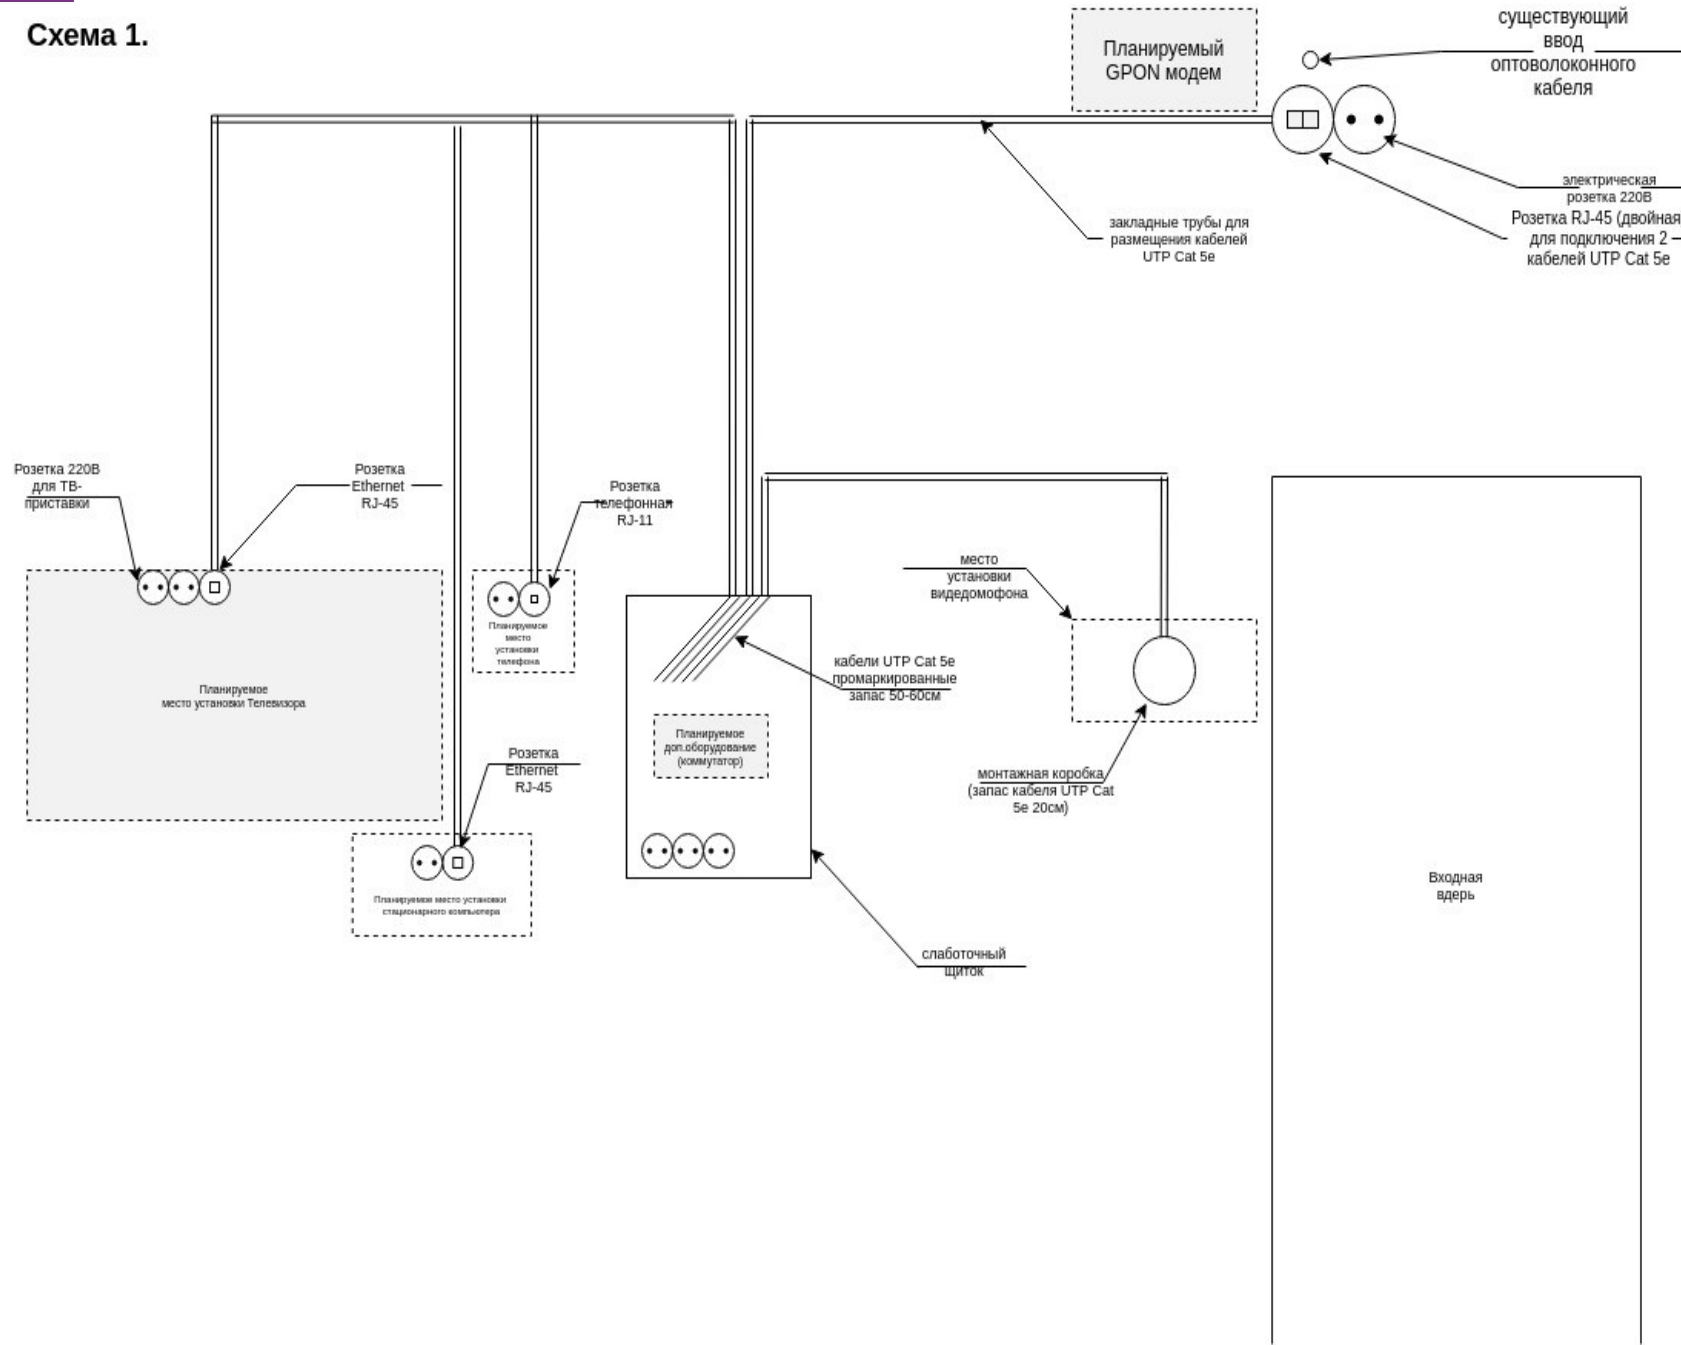 Схема 1.
Планируемый
GPON модем
существующий
ввод
оптоволоконного
кабеля
электрическая
розетка 220В
Розетка RJ-45 (двойная
для подключения 2
кабелей UTP Cat 5e
закладные трубы для
размещения кабелей
UTP Cat 5e
Розетка 220В
для ТВ-
приставки
Розетка
Ethernet
RJ-45
Розетка
телефонная
RJ-11
место
установки
видедомофона
Планируемое
место
установки
телефона
кабели UTP Cat 5e
промаркированные
запас 50-60см
Планируемое
место установки Телевизора
Планируемое
доп.оборудование
(коммутатор)
Розетка
Ethernet
RJ-45
монтажная коробка
(запас кабеля UTP Cat
5e 20см)
Планируемое место установки
стационарного компьютера
Входная
вдерь
слаботочный
щиток